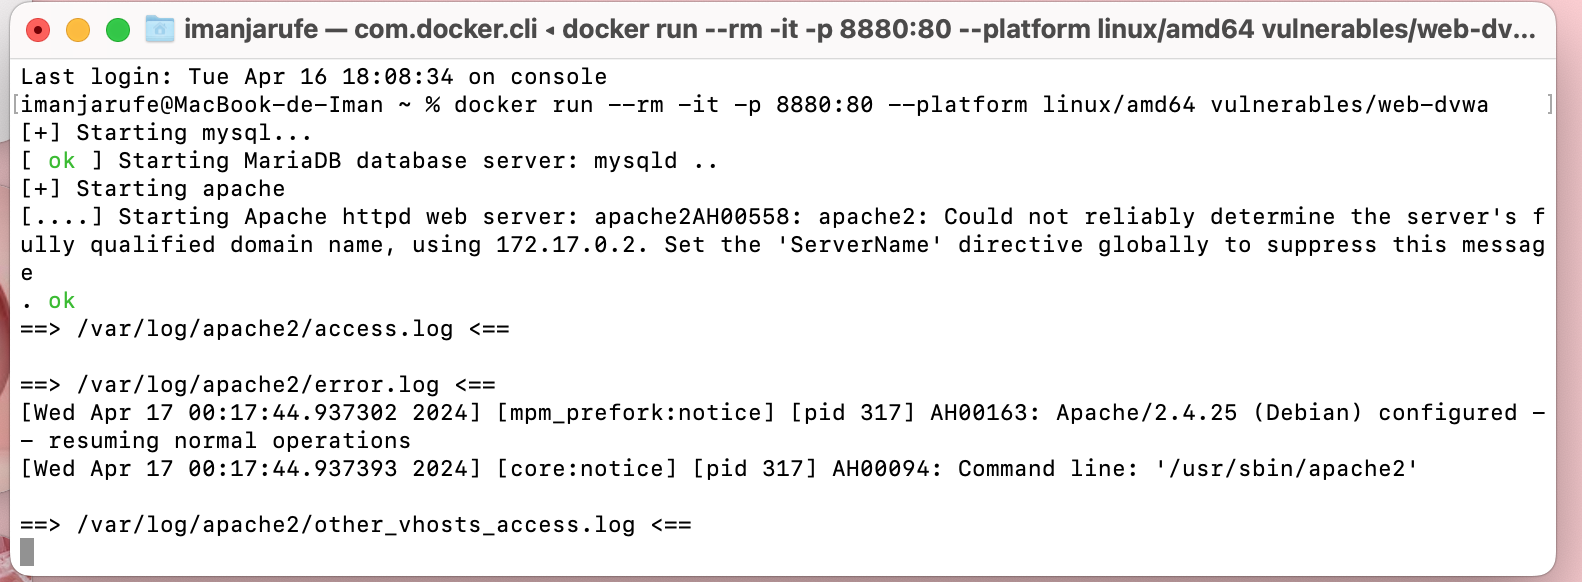 imanjarufe — com.docker.cli ◂ docker run --rm -it -p 8880:80 --platform linux/amd64 vulnerables/web-dv...
Last login: Tue Apr 16 18:08:34 on console
[imanjarufe@MacBook-de-Iman ~ % docker run --rm -it -p 8880:80 --platform linux/amd64 vulnerables/web-dvwa ]
[+] Starting mysql...
[ ok ] Starting MariaDB database server: mysqld ..
[+] Starting apache
[....] Starting Apache httpd web server: apache2AH00558: apache2: Could not reliably determine the server's f
ully qualified domain name, using 172.17.0.2. Set the 'ServerName' directive globally to suppress this messag
e
. ok
==> /var/log/apache2/access.log <==
==> /var/log/apache2/error.log <==
[Wed Apr 17 00:17:44.937302 2024] [mpm_prefork:notice] [pid 317] AH00163: Apache/2.4.25 (Debian) configured -
- resuming normal operations
[Wed Apr 17 00:17:44.937393 2024] [core:notice] [pid 317] AH00094: Command line: '/usr/sbin/apache2'
==> /var/log/apache2/other_vhosts_access.log <==